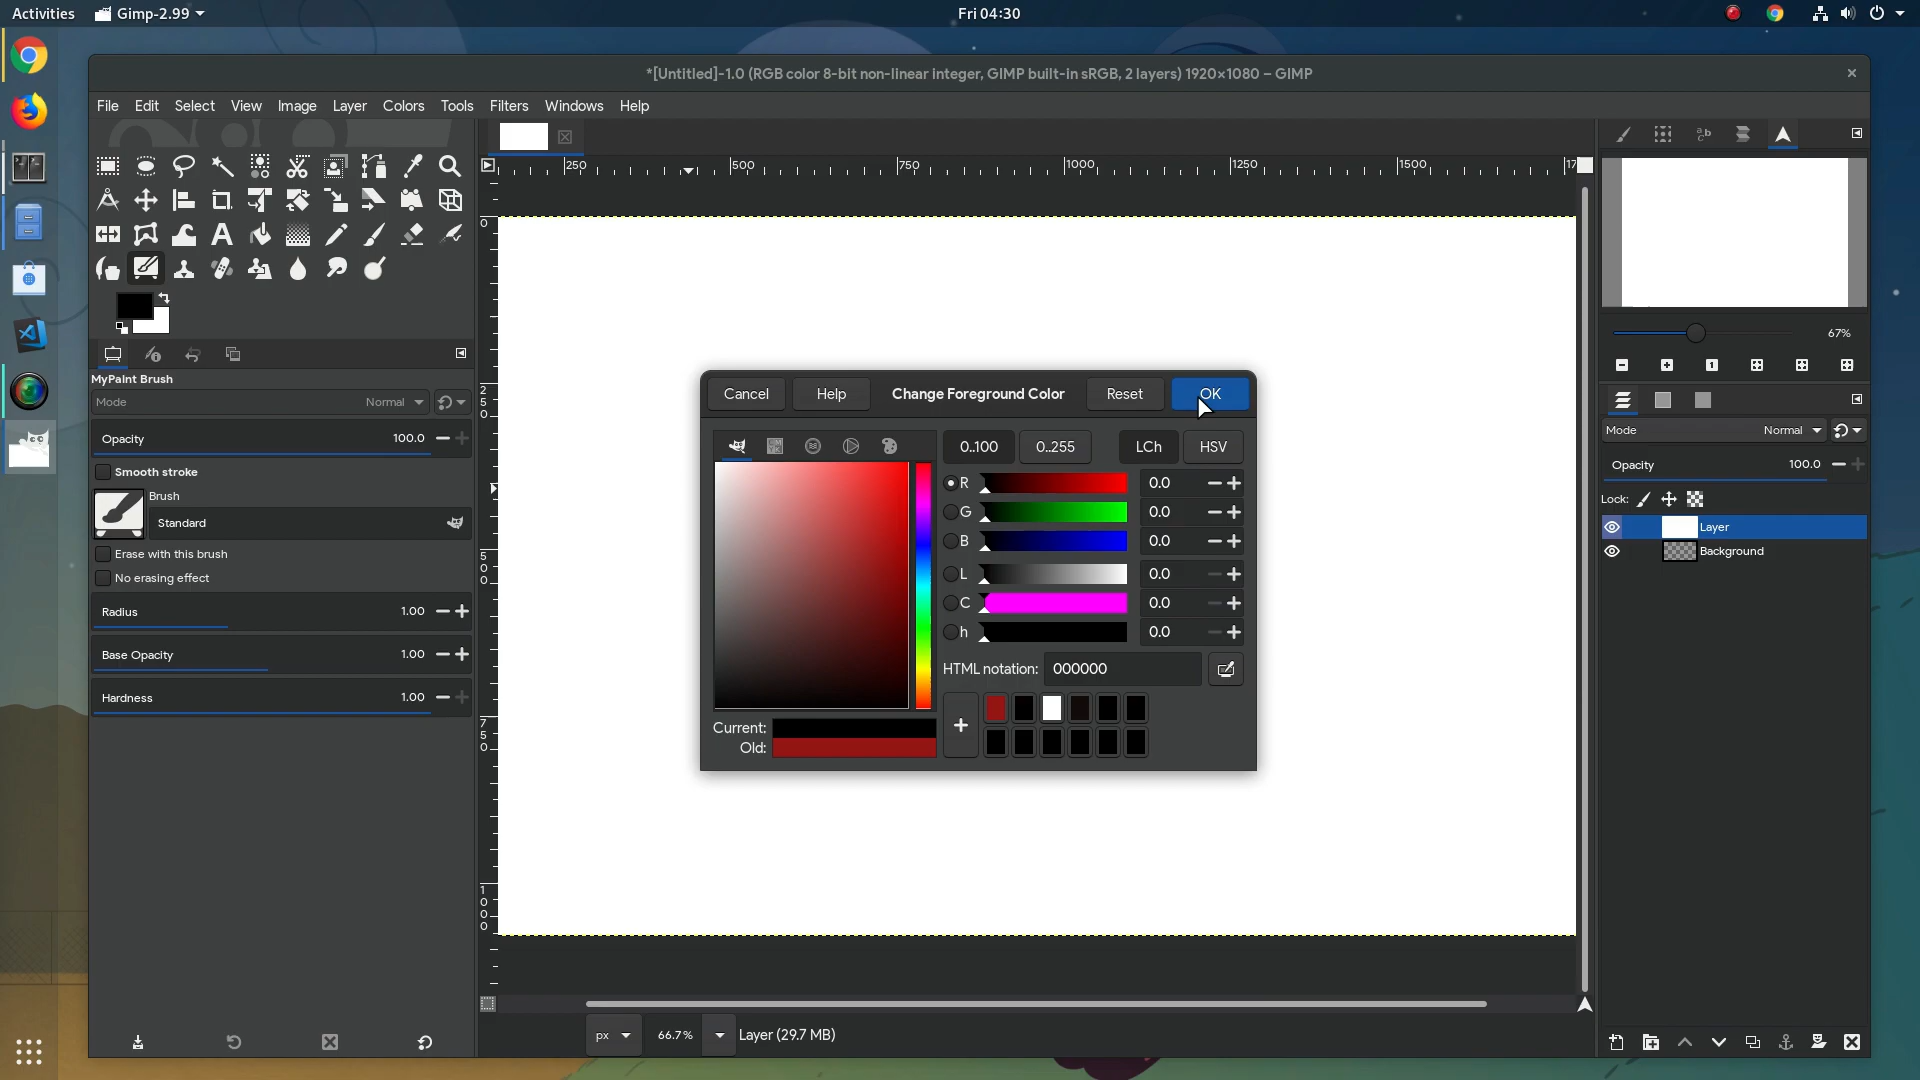 Activities Gimp-2.99 Fri 04:30
*[Untitled]-1.0 (RGB color 8-bit non-linear integer, GIMP built-in sRGB, 2 layers) 1920×1080 – GIMP
File Edit Select View Image Layer Colors Tools Filters Windows Help
250 500 750 1000 1250 1500 17
0
250
500
750
1000
MyPaint Brush
Mode Normal
Opacity 100.0
Smooth stroke
Brush
Standard
Erase with this brush
No erasing effect
Radius 1.00
Base Opacity 1.00
Hardness 1.00
Cancel Help Change Foreground Color Reset OK
0..100 0..255 LCh HSV
R 0.0
G 0.0
B 0.0
L 0.0
C 0.0
h 0.0
HTML notation: 000000
Current:
Old:
67%
Mode Normal
Opacity 100.0
Lock:
Layer
Background
px 66.7% Layer (29.7 MB)